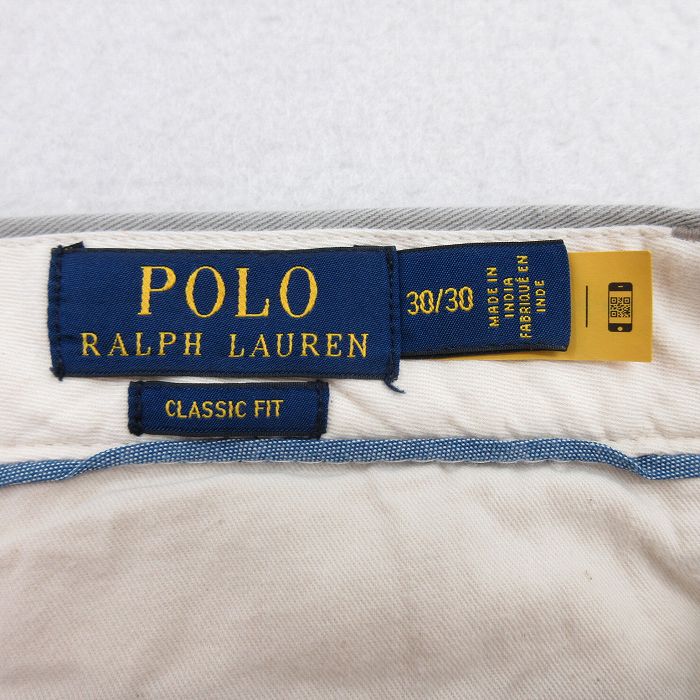 POLO
RALPH LAUREN
CLASSIC FIT
30/30
MADE IN
INDIA
FABRIQUÉ EN
INDE